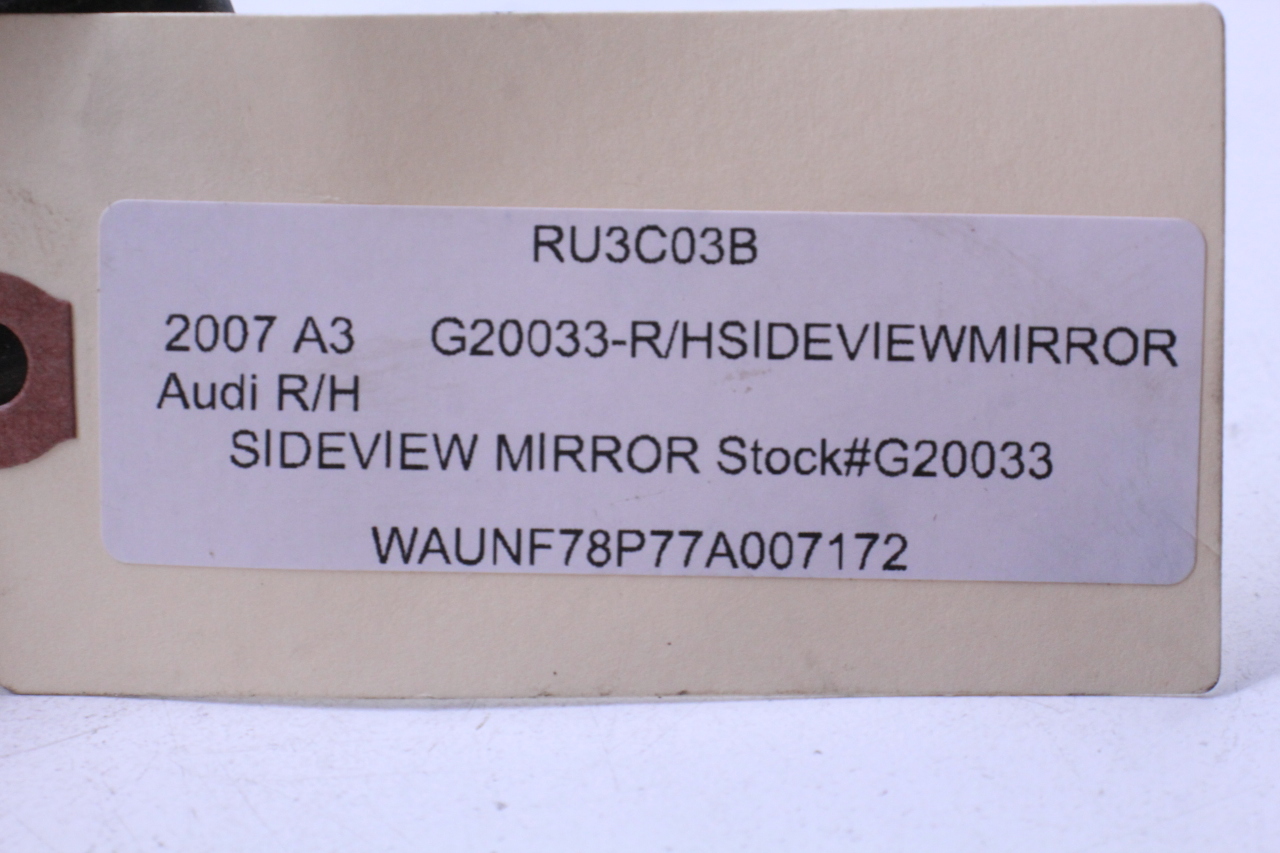 RU3C03B
2007 A3 G20033-R/HSIDEVIEWMIRROR
Audi R/H
SIDEVIEW MIRROR Stock#G20033
WAUNF78P77A007172